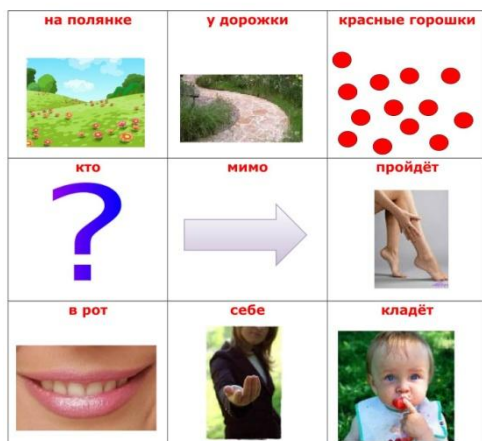 на полянке
у дорожки
красные горошки
кто
мимо
пройдёт
в рот
себе
кладёт